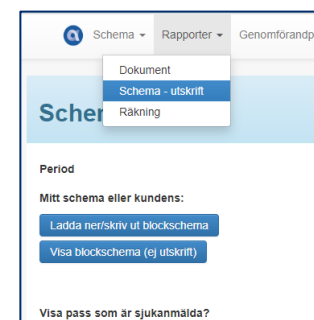 Schema Rapporter Genomförandep
Dokument
Schema - utskrift
Räkning
Schem
Period
Mitt schema eller kundens:
Ladda ner/skriv ut blockschema
Visa blockschema (ej utskrift)
Visa pass som är sjukanmälda?